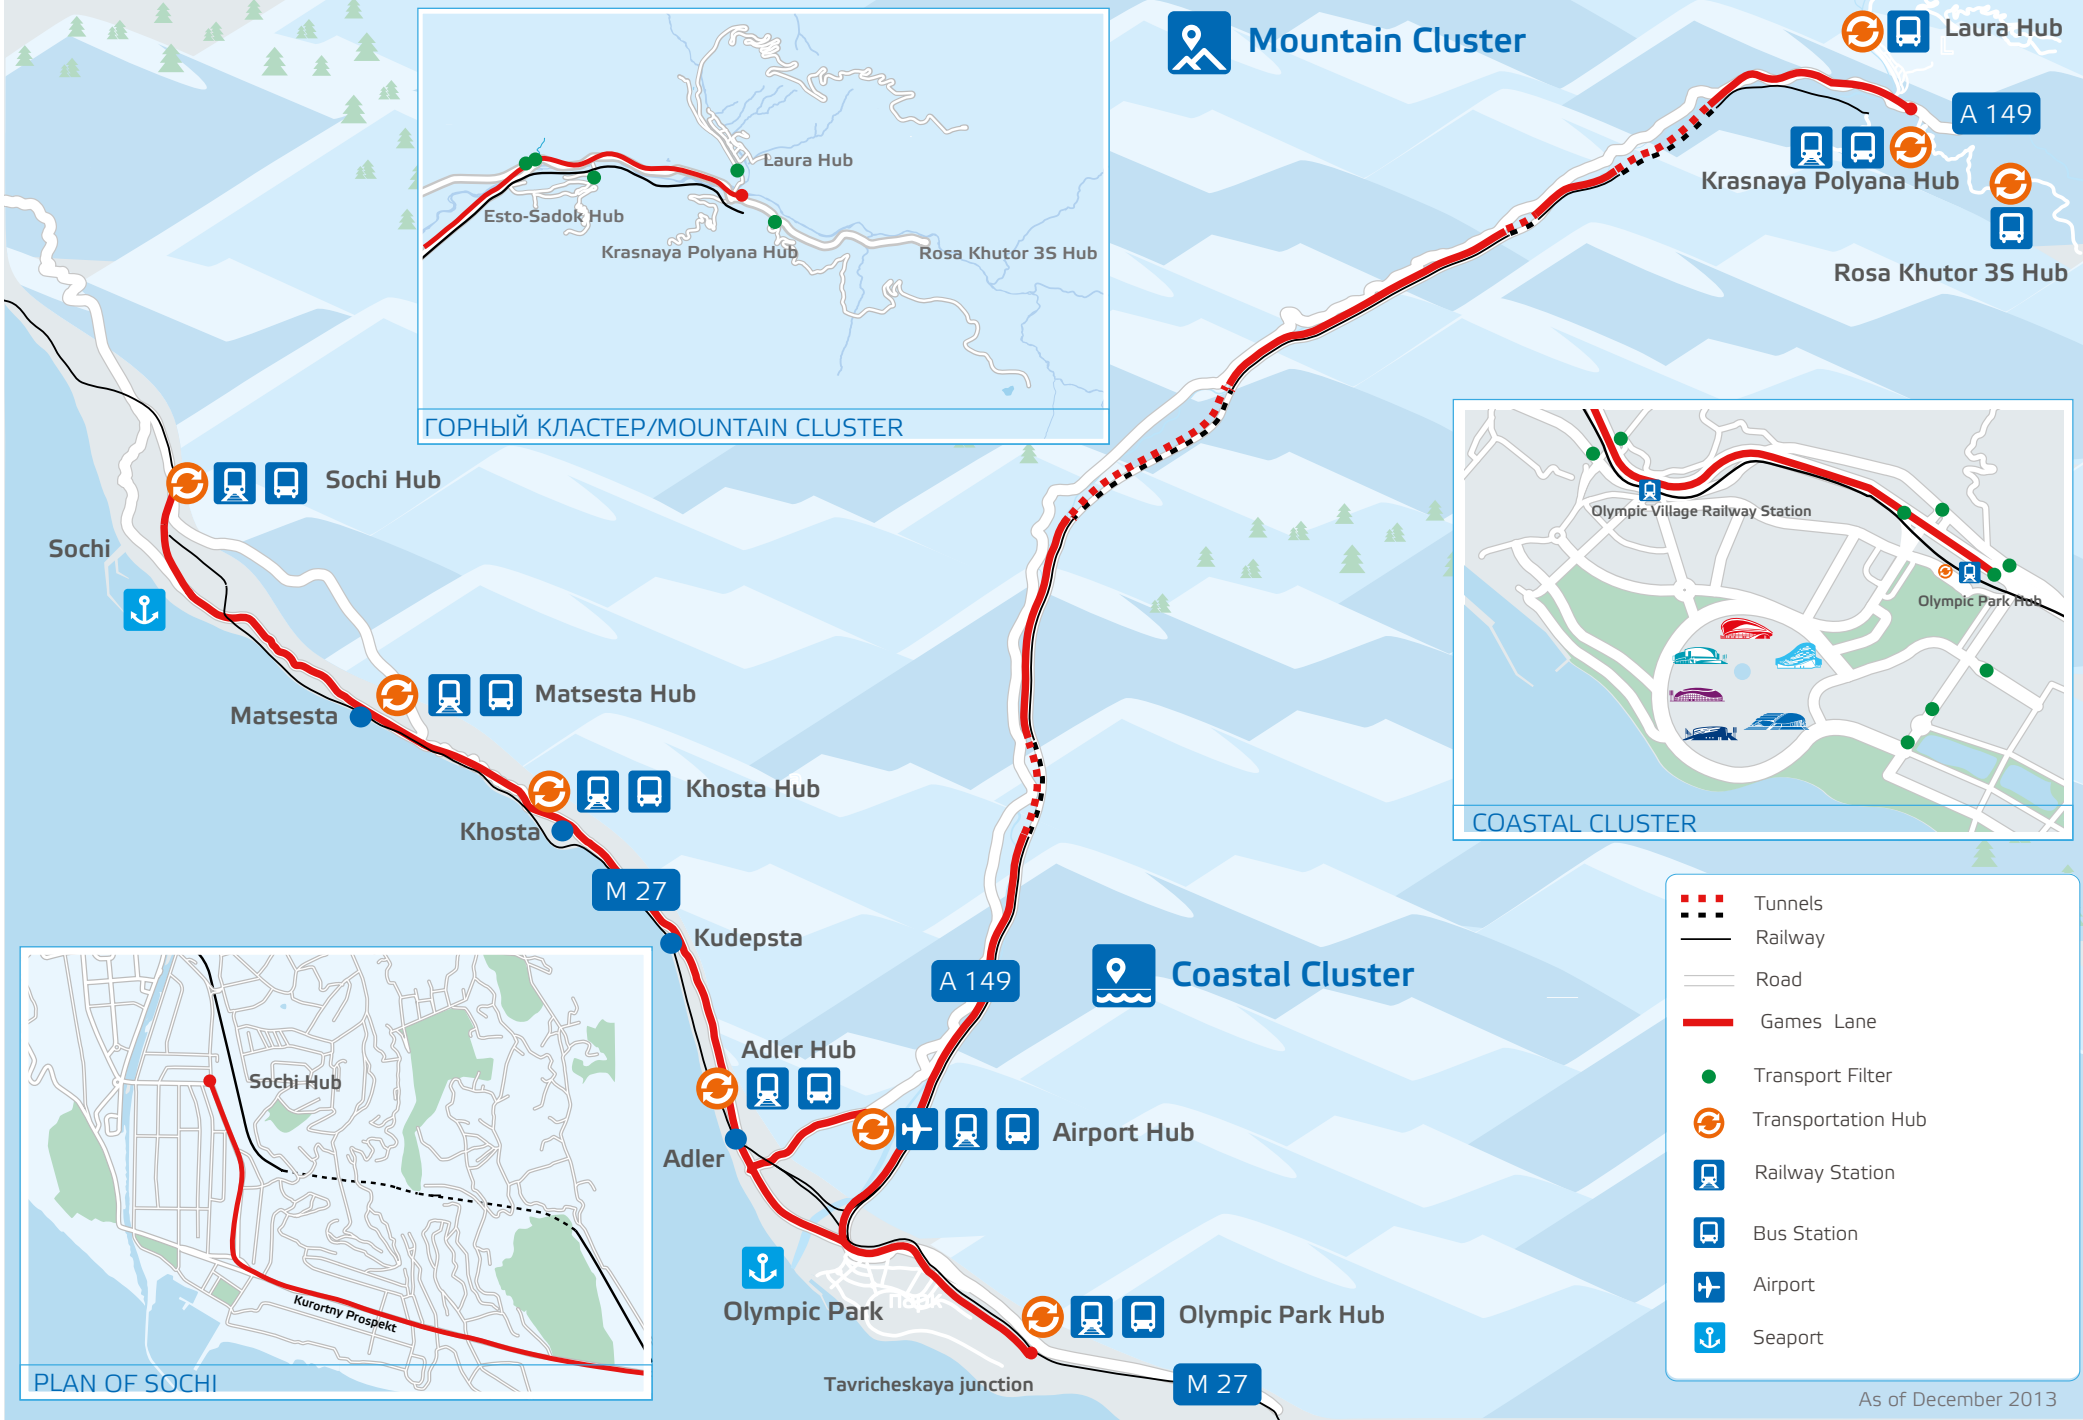 Mountain Cluster
Laura Hub
A 149
Krasnaya Polyana Hub
Rosa Khutor 3S Hub
Laura Hub
Esto-Sadok Hub
Krasnaya Polyana Hub
Rosa Khutor 3S Hub
ГОРНЫЙ КЛАСТЕР/MOUNTAIN CLUSTER
Sochi Hub
Sochi
Matsesta Hub
Matsesta
Khosta Hub
Khosta
M 27
Kudepsta
A 149
Coastal Cluster
Adler Hub
Airport Hub
Adler
Olympic Park
парк
Olympic Park Hub
Tavricheskaya junction
M 27
Olympic Village Railway Station
Olympic Park Hub
COASTAL CLUSTER
Sochi Hub
Kurortny Prospekt
PLAN OF SOCHI
Tunnels
Railway
Road
Games Lane
Transport Filter
Transportation Hub
Railway Station
Bus Station
Airport
Seaport
As of December 2013